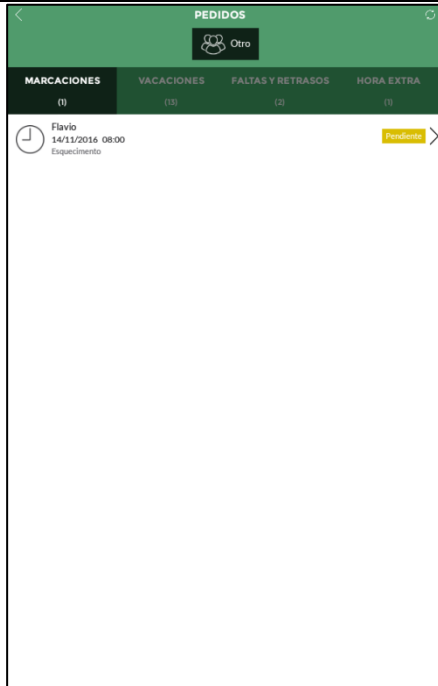 PEDIDOS
Otro
MARCACIONES VACACIONES FALTAS Y RETRASOS HORA EXTRA
(1) (13) (2) (1)
Flavio
14/11/2016 08:00 Pendiente
Esquecimento